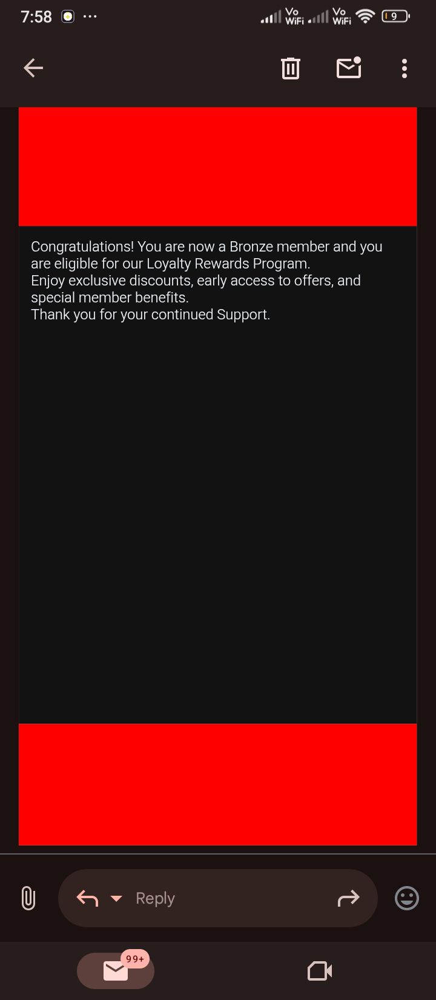 7:58
Vo
WiFi
Vo
WiFi
9
Congratulations! You are now a Bronze member and you
are eligible for our Loyalty Rewards Program.
Enjoy exclusive discounts, early access to offers, and
special member benefits.
Thank you for your continued Support.
Reply
99+